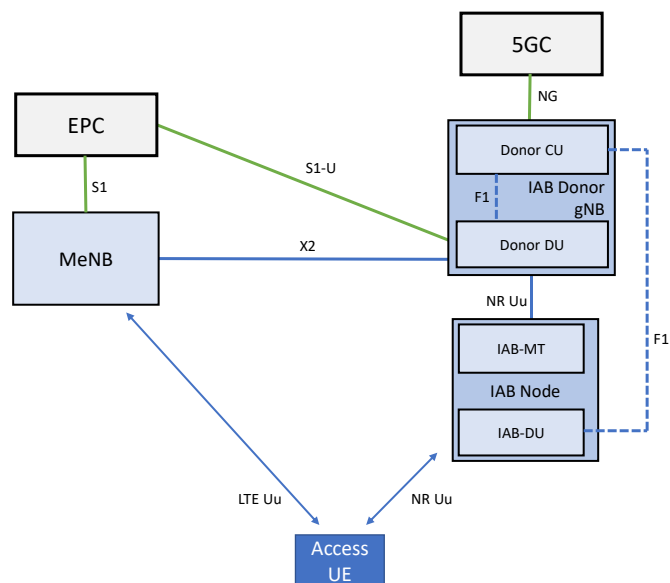 5GC
NG
EPC
Donor CU
S1-U
IAB Donor
gNB
F1
S1
Donor DU
MeNB
X2
NR Uu
IAB-MT
F1
IAB Node
IAB-DU
LTE Uu
NR Uu
Access
UE